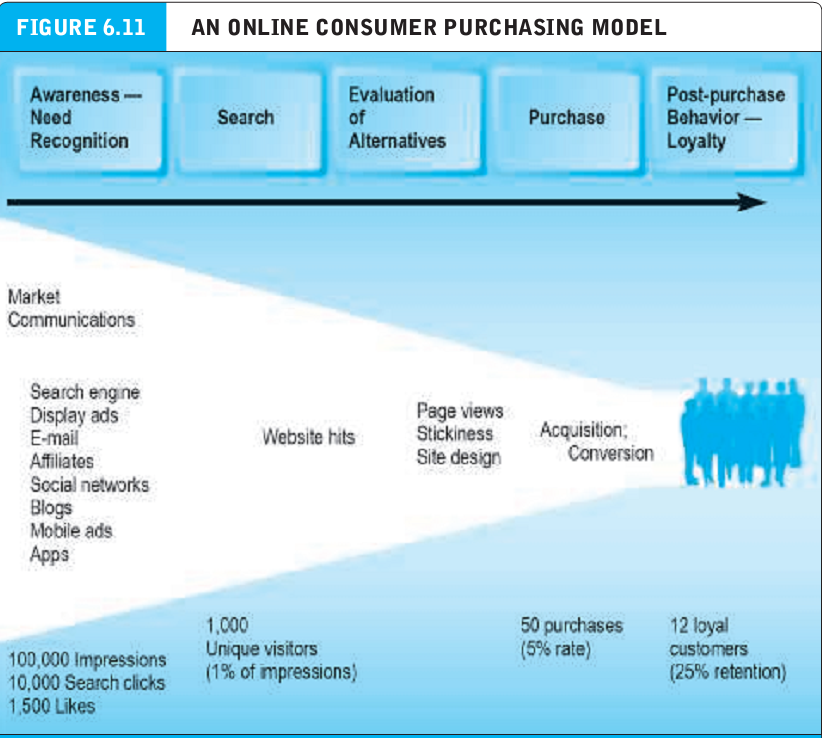 FIGURE 6.11 AN ONLINE CONSUMER PURCHASING MODEL
Awareness —
Need
Recognition
Search
Evaluation
of
Alternatives
Purchase
Post-purchase
Behavior —
Loyalty
Market
Communications
Search engine
Display ads
E-mail
Affiliates
Social networks
Blogs
Mobile ads
Apps
Website hits
Page views
Stickiness
Site design
Acquisition;
Conversion
100,000 Impressions
10,000 Search clicks
1,500 Likes
1,000
Unique visitors
(1% of impressions)
50 purchases
(5% rate)
12 loyal
customers
(25% retention)